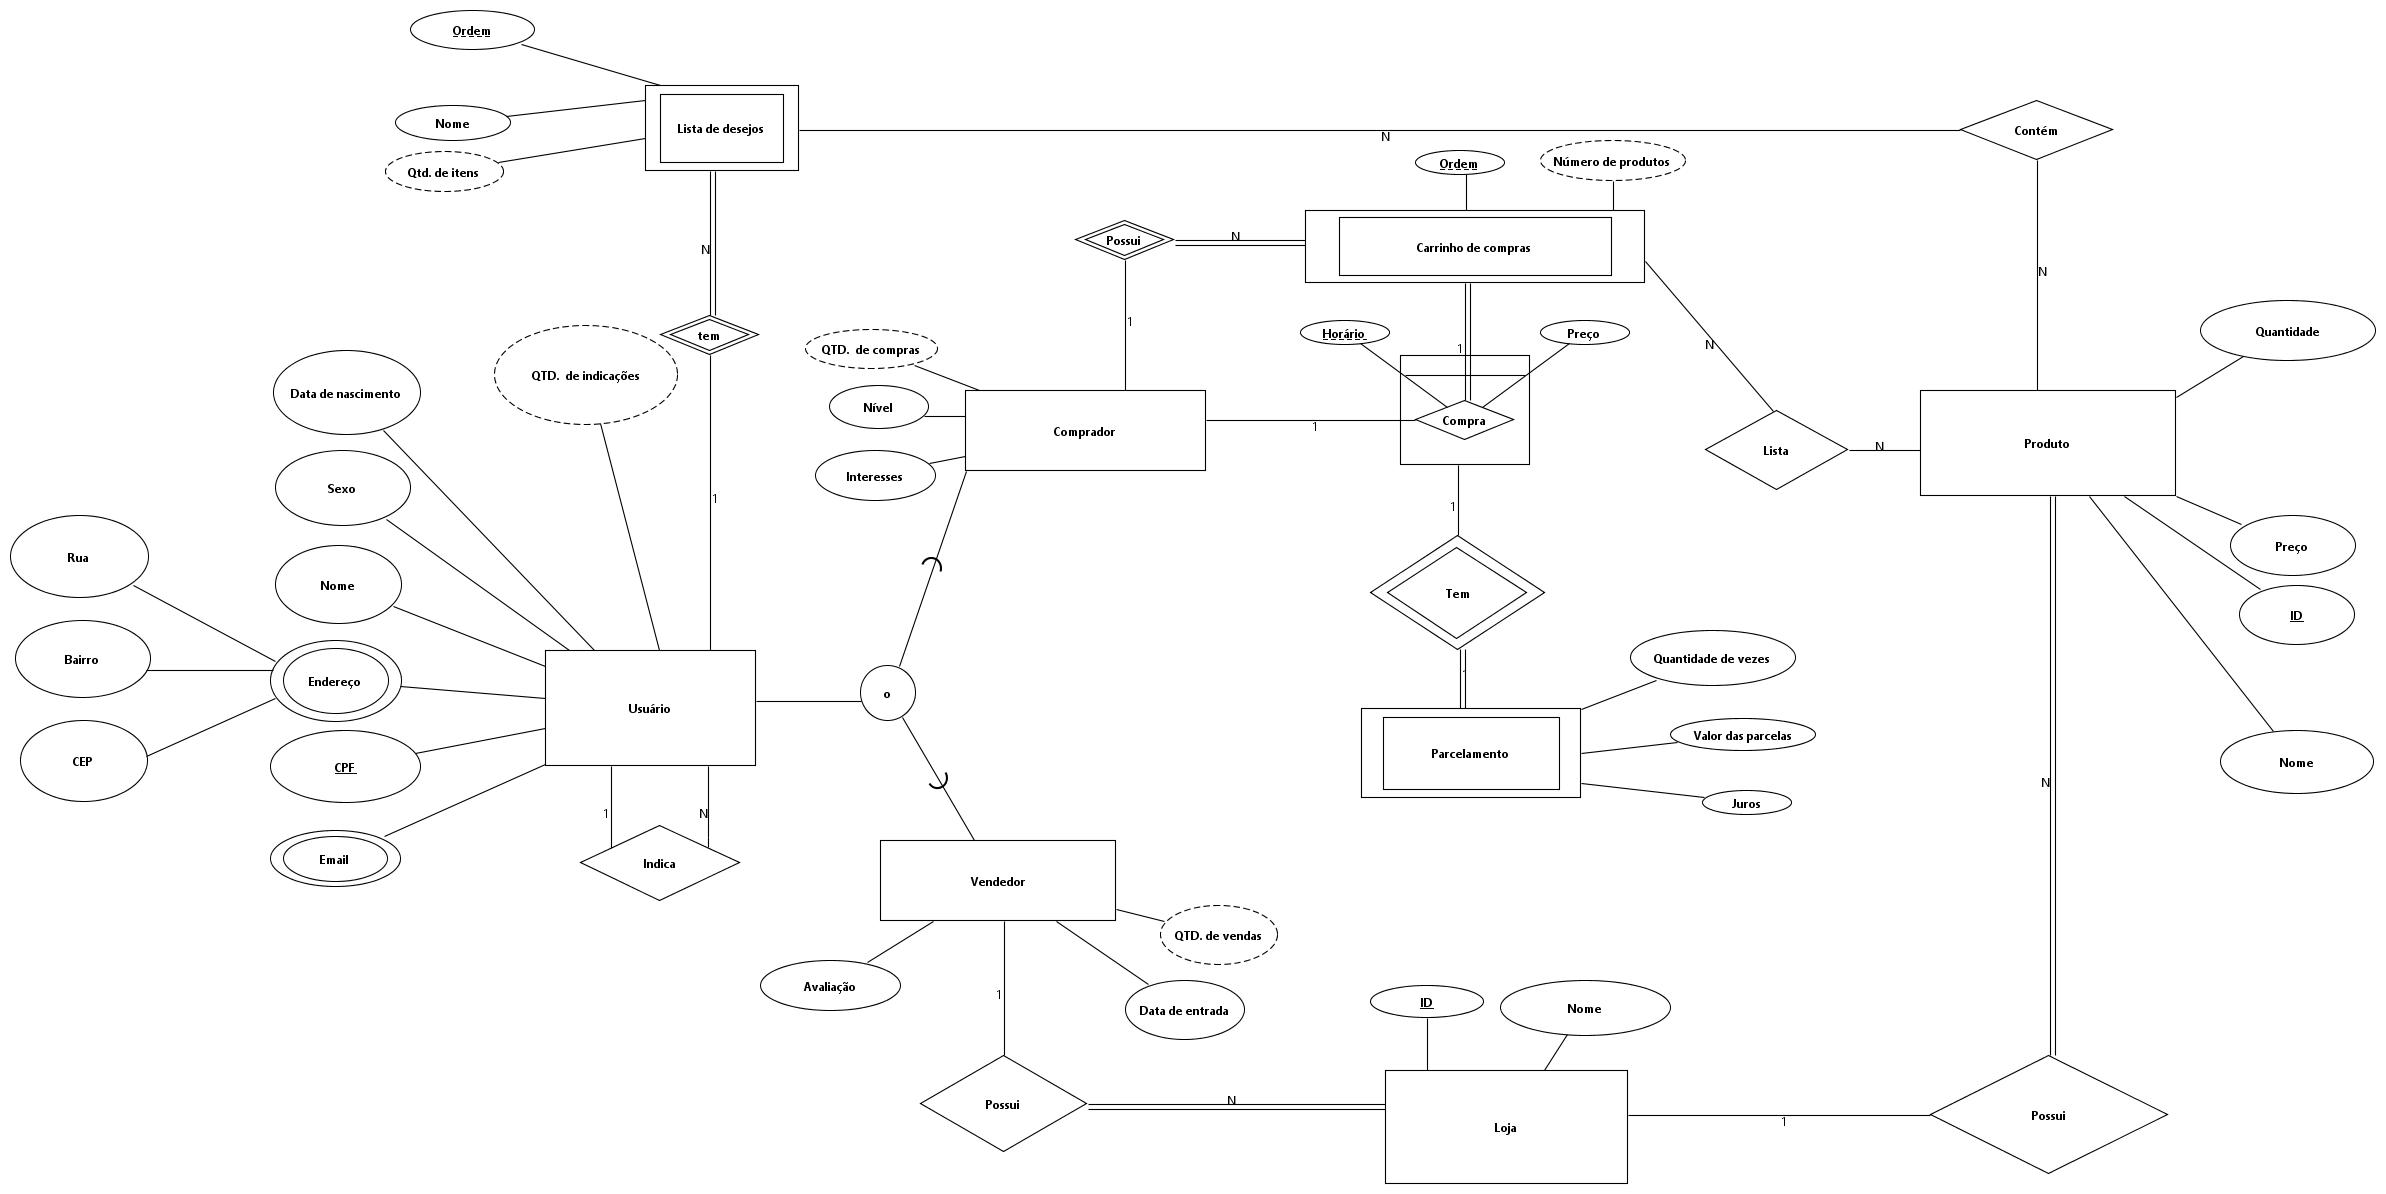 Ordem
Nome
Qtd. de itens
Lista de desejos
N
Contém
N
Ordem
Número de produtos
Possui
N
Carrinho de compras
1
N
N
tem
1
Data de nascimento
QTD. de indicações
Sexo
Nome
Rua
Bairro
CEP
Endereço
CPF
Email
Usuário
1
N
Indica
o
QTD. de compras
Nível
Interesses
Comprador
1
Horário
Preço
1
Compra
1
Tem
1
Parcelamento
Quantidade de vezes
Valor das parcelas
Juros
Lista
N
Produto
Quantidade
Preço
ID
Nome
N
Vendedor
QTD. de vendas
Avaliação
Data de entrada
1
Possui
N
ID
Nome
Loja
1
Possui